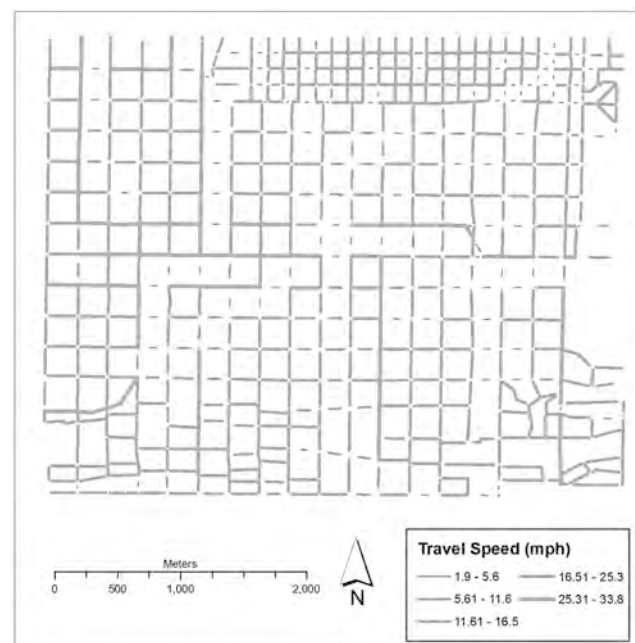 Meters
0 500 1,000 2,000
N
Travel Speed (mph)
1.9 - 5.6 16.51 - 25.3
5.61 - 11.6 25.31 - 33.8
11.61 - 16.5